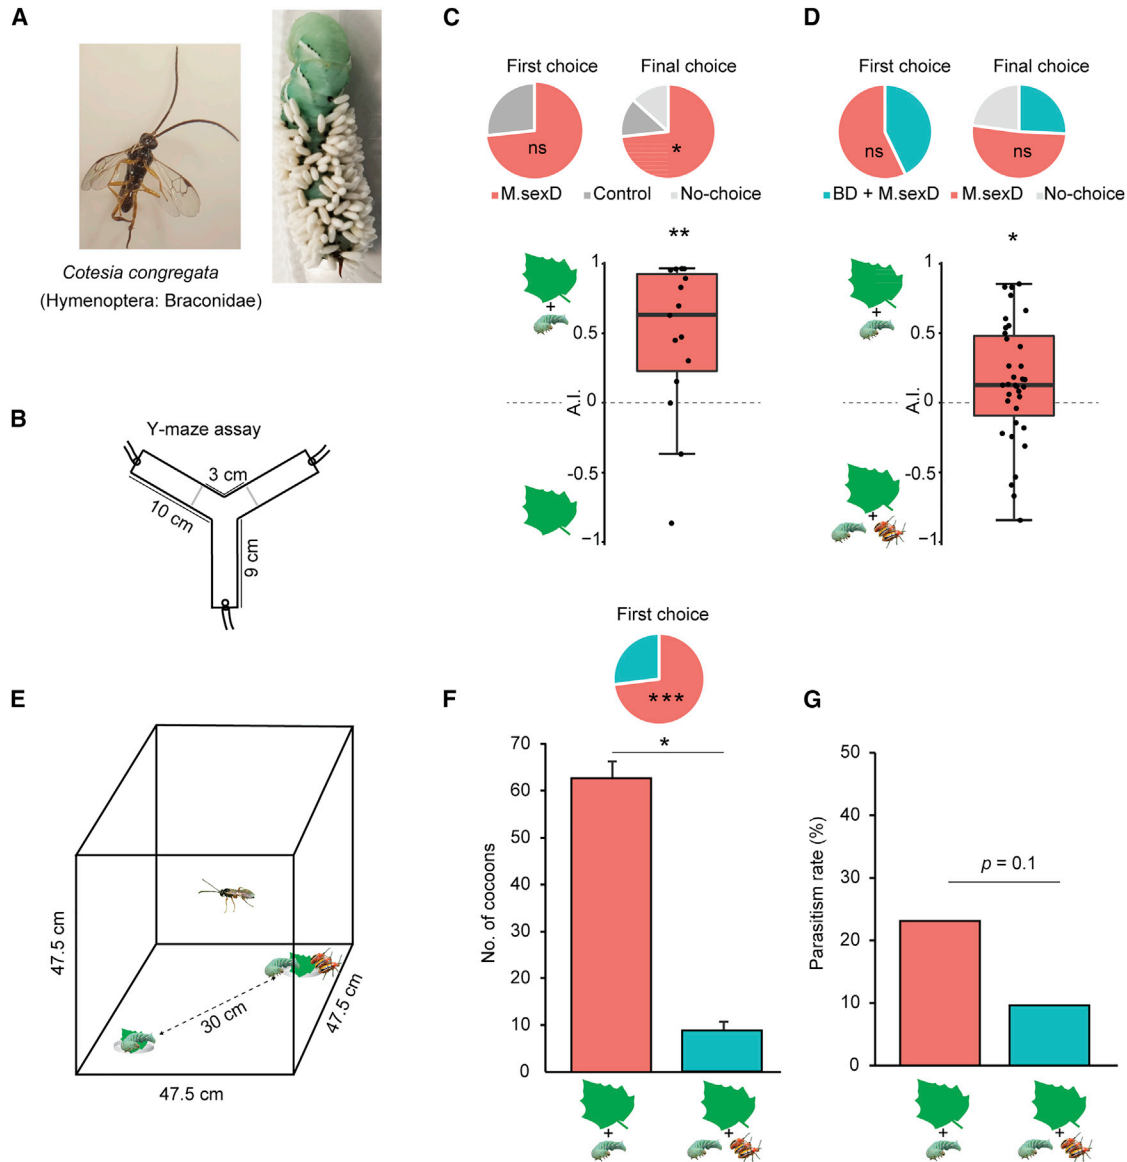 A
Cotesia congregata
(Hymenoptera: Braconidae)
B
Y-maze assay
3 cm
10 cm
9 cm
C
First choice
Final choice
ns
*
M.sexD
Control
No-choice
**
1
0.5
0
-0.5
-1
A.I.
+
D
First choice
Final choice
ns
ns
BD + M.sexD
M.sexD
No-choice
*
1
0.5
0
-0.5
-1
A.I.
+
+
E
47.5 cm
30 cm
47.5 cm
47.5 cm
F
First choice
***
*
70
60
50
40
30
20
10
0
No. of cocoons
+
+
G
50
40
30
20
10
0
Parasitism rate (%)
p = 0.1
+
+